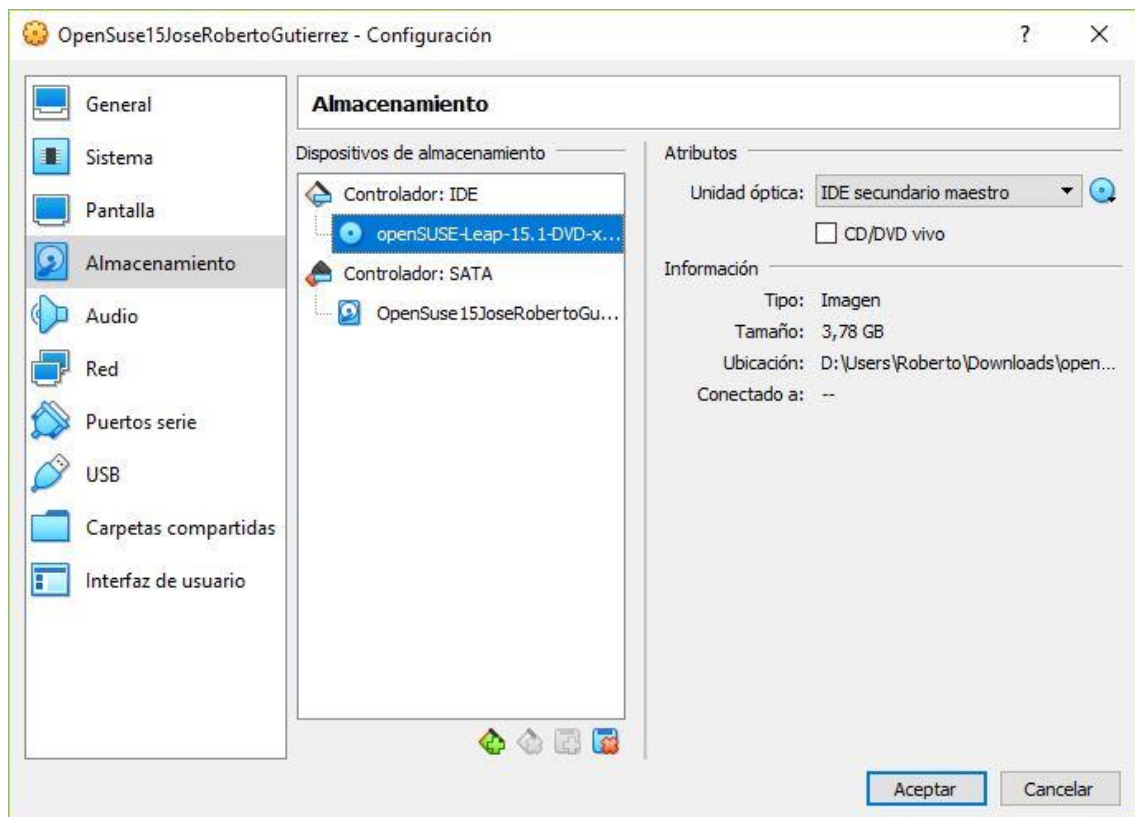 OpenSuse15JoseRobertoGutierrez - Configuración
?
General
Sistema
Pantalla
Almacenamiento
Audio
Red
Puertos serie
USB
Carpetas compartidas
Interfaz de usuario
Almacenamiento
Dispositivos de almacenamiento
Controlador: IDE
openSUSE-Leap-15.1-DVD-x...
Controlador: SATA
OpenSuse15JoseRobertoGu...
Atributos
Unidad óptica: IDE secundario maestro
CD/DVD vivo
Información
Tipo: Imagen
Tamaño: 3,78 GB
Ubicación: D:\Users\Roberto\Downloads\open...
Conectado a: --
Aceptar
Cancelar